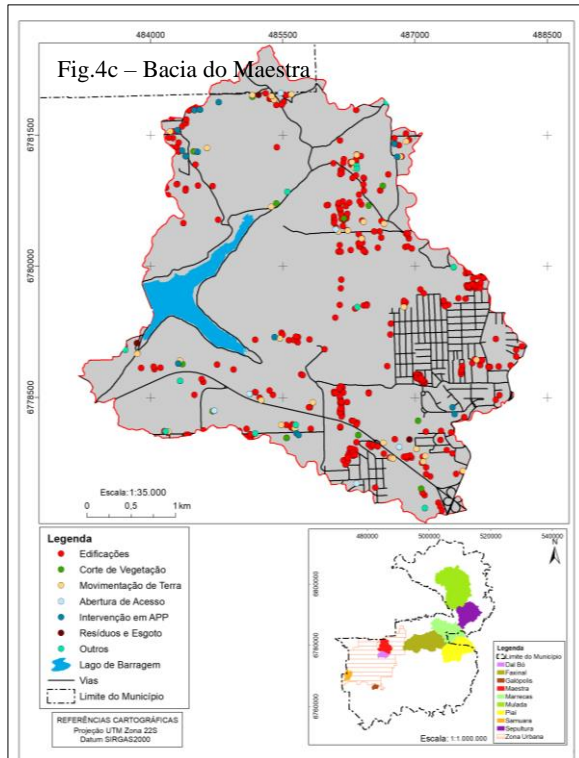 484000 485500 487000 488500
Fig.4c – Bacia do Maestra
6781500
6780000
6778500
Escala: 1:35.000
0 0,5 1 km
Legenda
Edificações
Corte de Vegetação
Movimentação de Terra
Abertura de Acesso
Intervenção em APP
Resíduos e Esgoto
Outros
Lago de Barragem
Vias
Limite do Município
REFERÊNCIAS CARTOGRÁFICAS
Projeção UTM Zona 22S
Datum SIRGAS2000
480000 500000 520000 540000
N
6800000
6780000
6760000
Legenda
Limite do Município
Dal Bó
Faxinal
Galópolis
Maestra
Marrecas
Mulada
Piaí
Samuara
Sepultura
Zona Urbana
Escala: 1:1.000.000